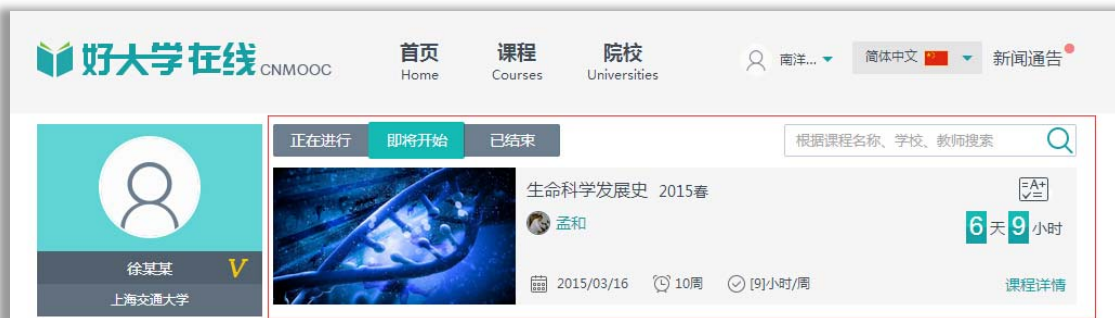 好大学在线 CNMOOC
首页 课程 院校
Home Courses Universities
南洋... 简体中文 新闻通告
正在进行 即将开始 已结束
根据课程名称、学校、教师搜索
生命科学发展史 2015春
A+
孟和
6天9小时
徐某某 V
2015/03/16 10周 [9]小时/周 课程详情
上海交通大学